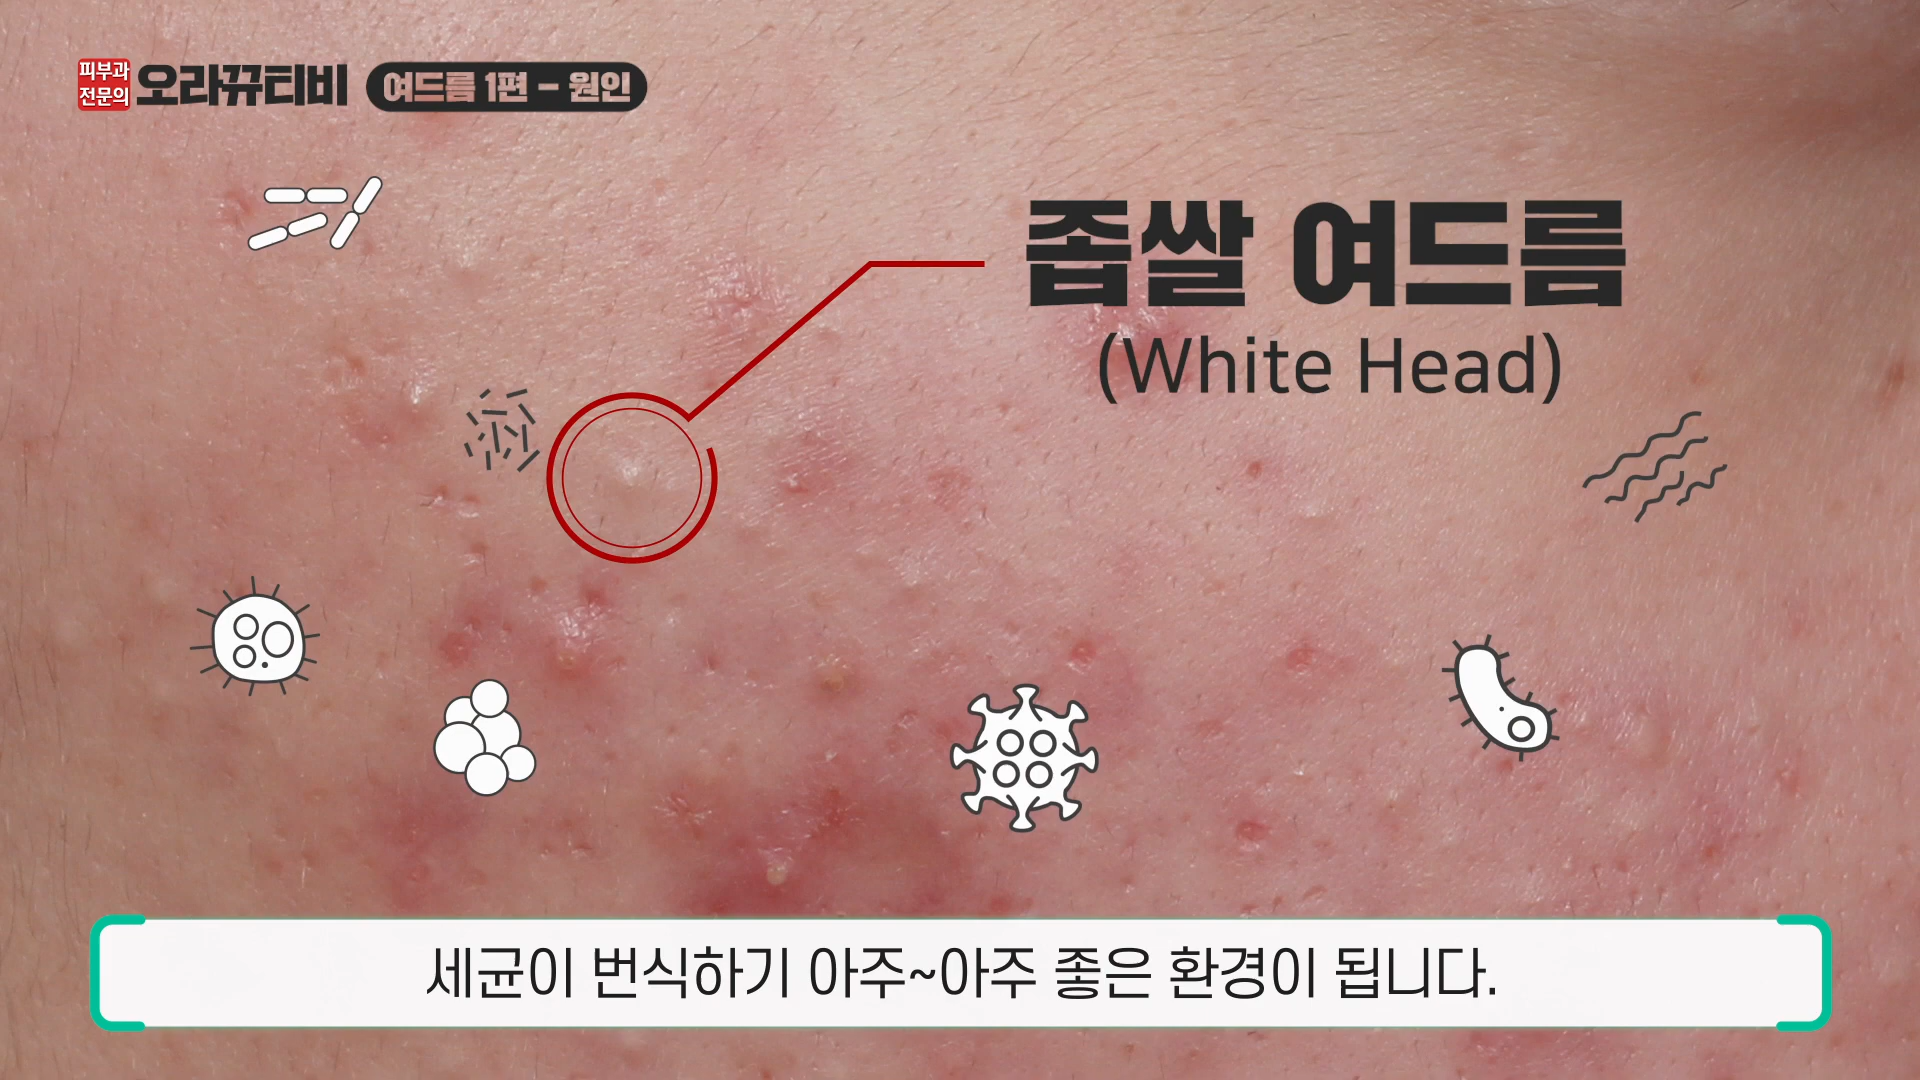 피부과
전문의
오라뀨티비
여드름 1편 - 원인
좁쌀 여드름
(White Head)
세균이 번식하기 아주~아주 좋은 환경이 됩니다.